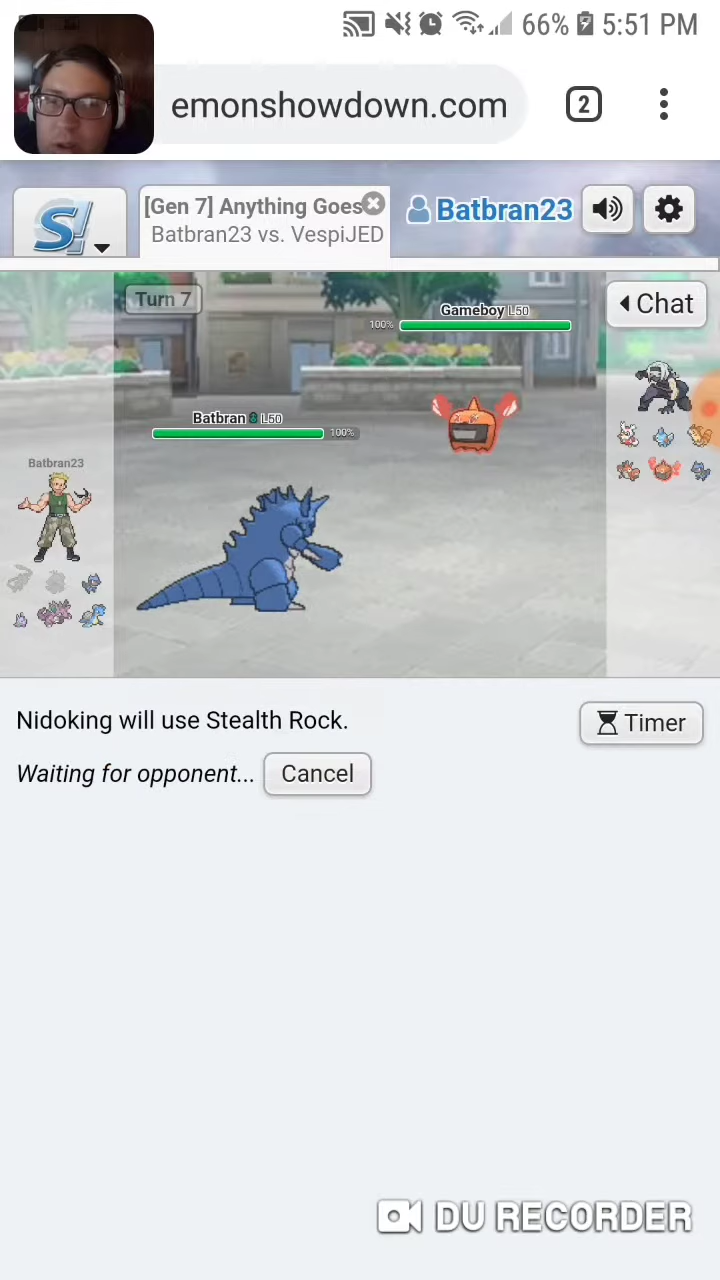 66% 5:51 PM
emonshowdown.com
2
[Gen 7] Anything Goes
Batbran23 vs. VespiJED
Batbran23
Turn 7
Chat
Gameboy L50
100%
Batbran L50
100%
Batbran23
Nidoking will use Stealth Rock.
Timer
Waiting for opponent...
Cancel
DU RECORDER